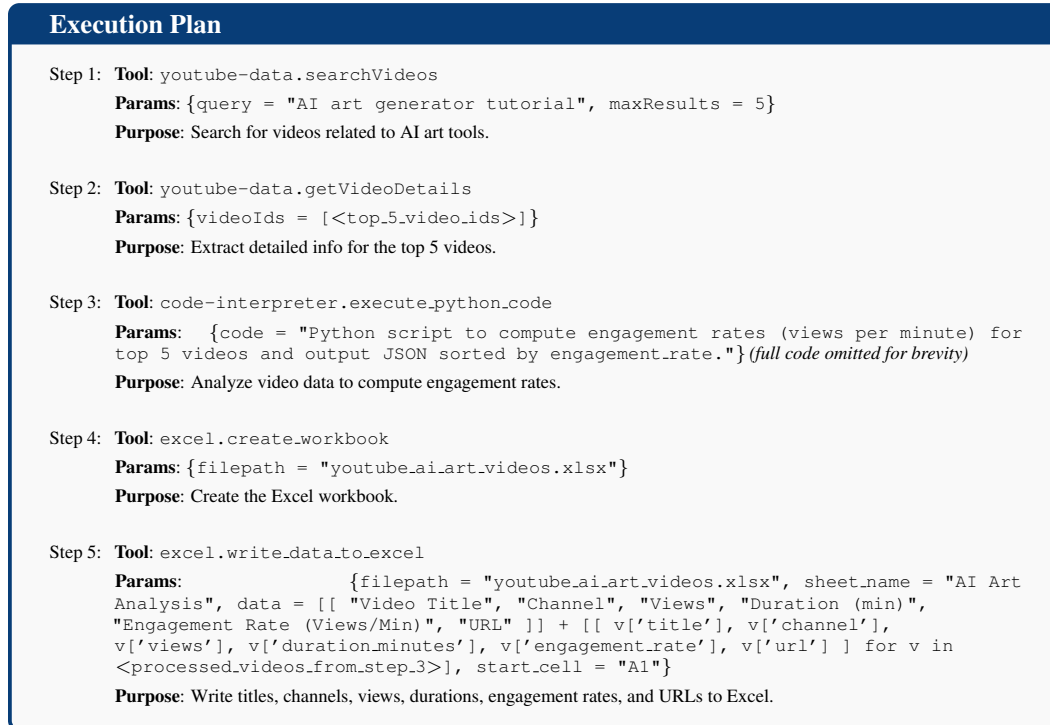 Execution Plan
Step 1: Tool: youtube-data.searchVideos
Params: {query = "AI art generator tutorial", maxResults = 5}
Purpose: Search for videos related to AI art tools.
Step 2: Tool: youtube-data.getVideoDetails
Params: {videoIds = [<top_5_video_ids>]}
Purpose: Extract detailed info for the top 5 videos.
Step 3: Tool: code-interpreter.execute_python_code
Params: {code = "Python script to compute engagement rates (views per minute) for
top 5 videos and output JSON sorted by engagement_rate."} (full code omitted for brevity)
Purpose: Analyze video data to compute engagement rates.
Step 4: Tool: excel.create_workbook
Params: {filepath = "youtube_ai_art_videos.xlsx"}
Purpose: Create the Excel workbook.
Step 5: Tool: excel.write_data_to_excel
Params: {filepath = "youtube_ai_art_videos.xlsx", sheet_name = "AI Art
Analysis", data = [[ "Video Title", "Channel", "Views", "Duration (min)",
"Engagement Rate (Views/Min)", "URL" ]] + [[ v['title'], v['channel'],
v['views'], v['duration_minutes'], v['engagement_rate'], v['url'] ] for v in
<processed_videos_from_step_3>], start_cell = "A1"}
Purpose: Write titles, channels, views, durations, engagement rates, and URLs to Excel.